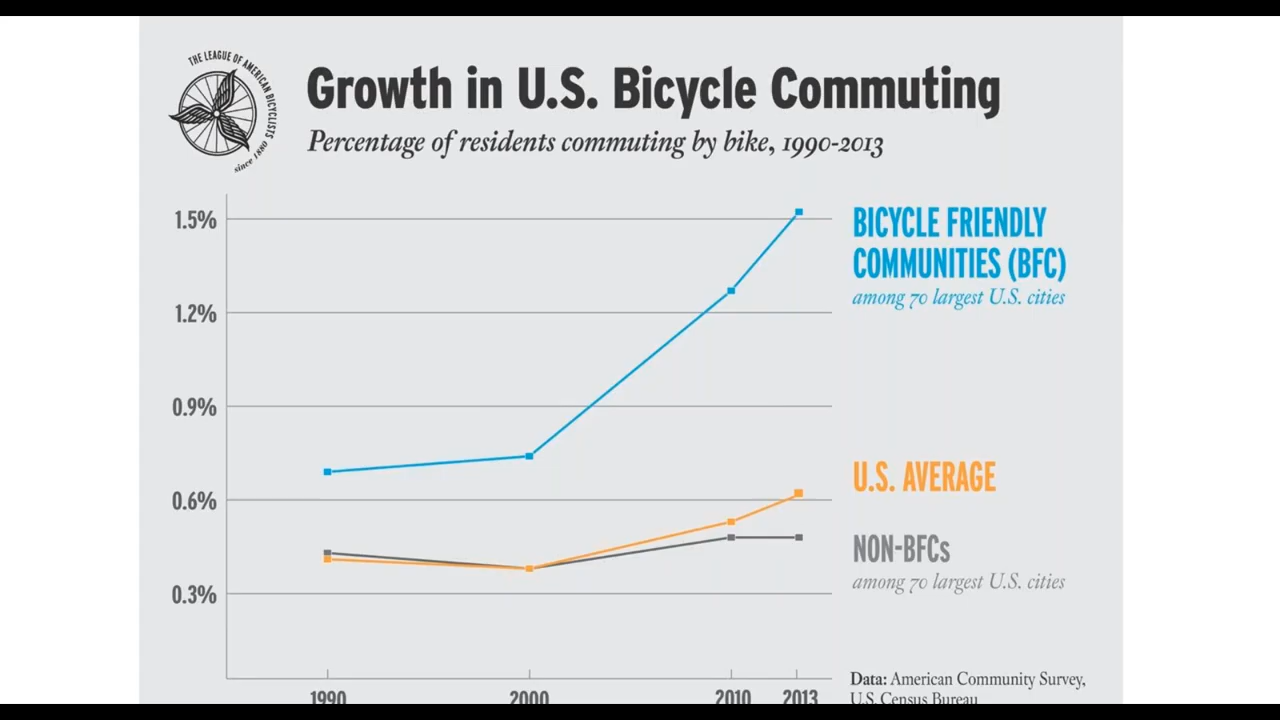 THE LEAGUE OF AMERICAN BICYCLISTS
since 1880
Growth in U.S. Bicycle Commuting
Percentage of residents commuting by bike, 1990-2013
1.5%
1.2%
0.9%
0.6%
0.3%
BICYCLE FRIENDLY
COMMUNITIES (BFC)
among 70 largest U.S. cities
U.S. AVERAGE
NON-BFCs
among 70 largest U.S. cities
1990
2000
2010
2013
Data: American Community Survey,
U.S. Census Bureau